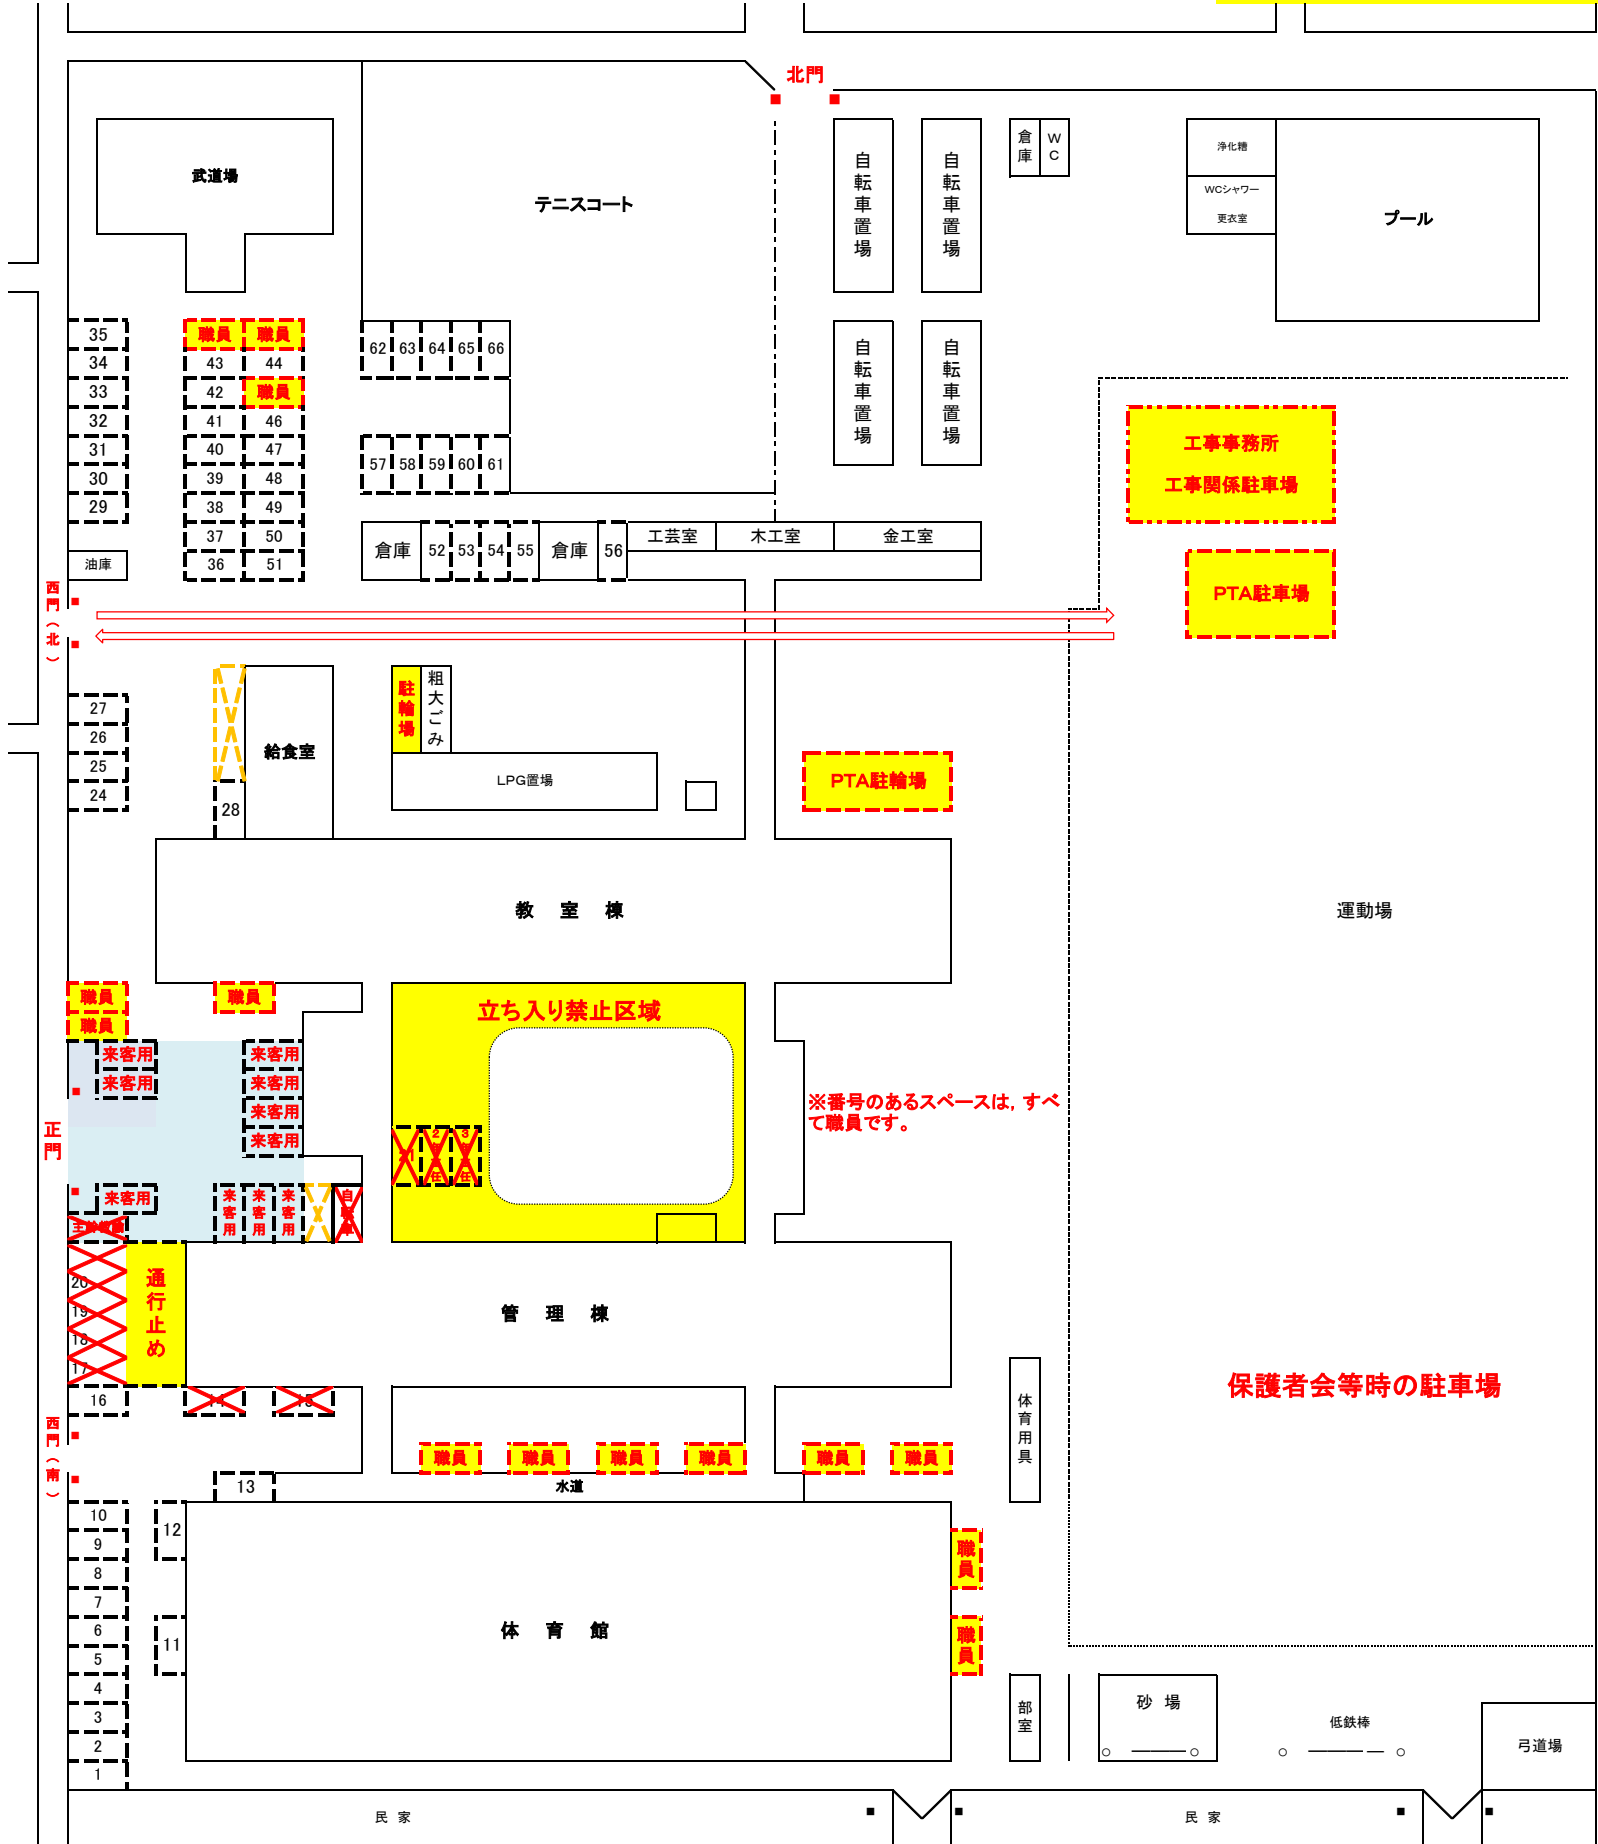 北門
武道場
テニスコート
自転車置場
自転車置場
倉庫
WC
浄化糟
WCシャワー
更衣室
プール
35
34
33
32
31
30
29
油庫
職員
職員
43
44
42
職員
41
46
40
47
39
48
38
49
37
50
36
51
62
63
64
65
66
57
58
59
60
61
自転車置場
自転車置場
倉庫
52
53
54
55
倉庫
56
工芸室
木工室
金工室
工事事務所
工事関係駐車場
PTA駐車場
西門（北）
27
26
25
24
28
給食室
駐輪場
粗大ごみ
LPG置場
PTA駐輪場
教 室 棟
運動場
職員
職員
職員
来客用
来客用
来客用
来客用
来客用
来客用
立ち入り禁止区域
21
※番号のあるスペースは，すべ
て職員です。
正門
来客用
来客用
来客用
来客用
自転車
20
19
18
17
通行止め
管 理 棟
16
14
15
西門（南）
体育用具
保護者会等時の駐車場
職員
職員
職員
職員
職員
職員
水道
13
10
9
8
7
6
5
4
3
2
1
12
11
体 育 館
職員
職員
部室
砂 場
低鉄棒
弓道場
民 家
民 家